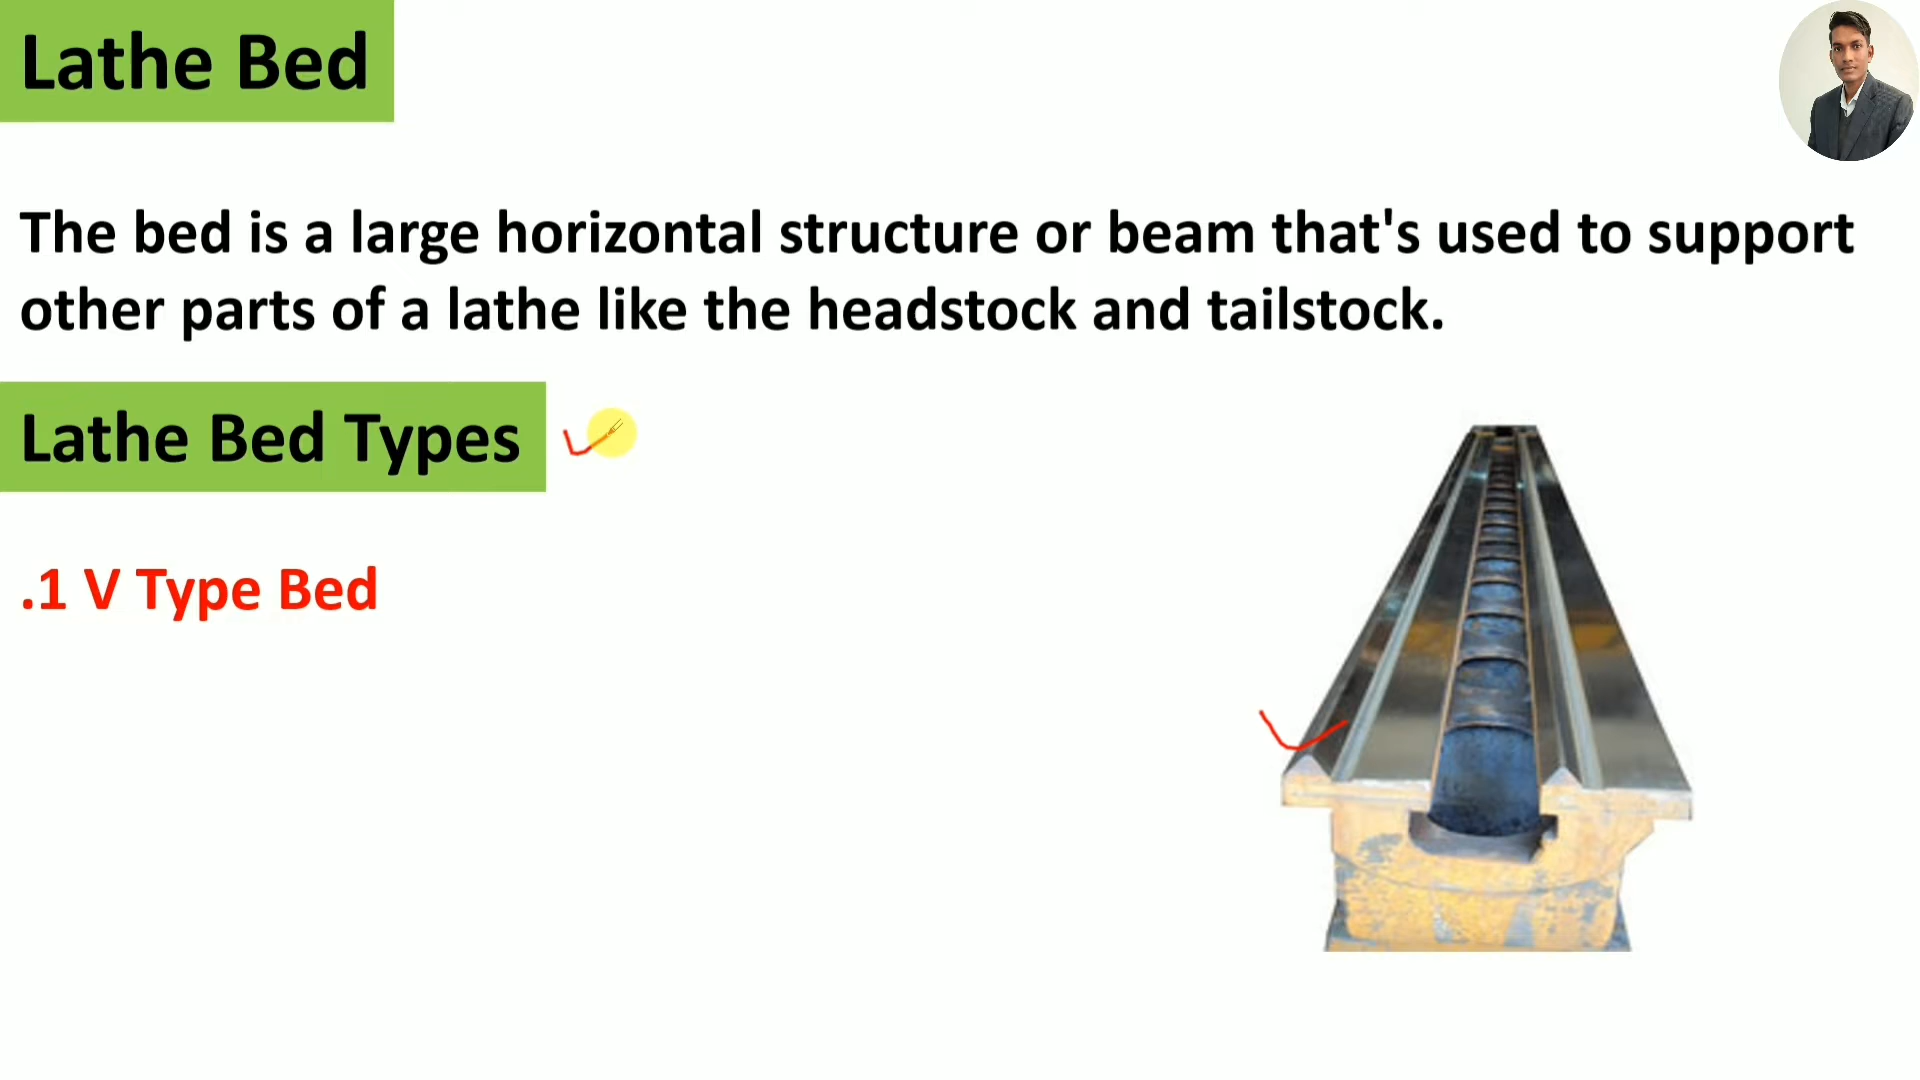 Lathe Bed
The bed is a large horizontal structure or beam that's used to support
other parts of a lathe like the headstock and tailstock.
Lathe Bed Types
.1 V Type Bed